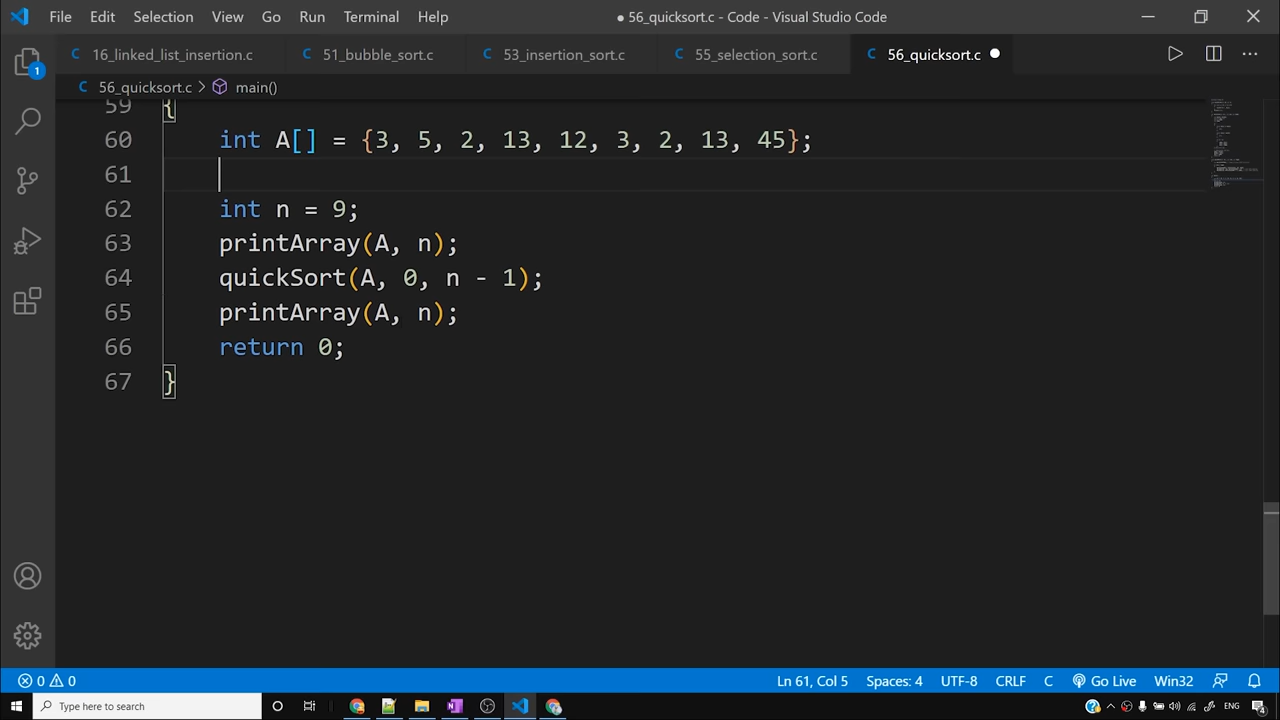 File Edit Selection View Go Run Terminal Help
● 56_quicksort.c - Code - Visual Studio Code
C 16_linked_list_insertion.c C 51_bubble_sort.c C 53_insertion_sort.c C 55_selection_sort.c C 56_quicksort.c
1
C 56_quicksort.c > main()
59 {
60 int A[] = {3, 5, 2, 13, 12, 3, 2, 13, 45};
61
62 int n = 9;
63 printArray(A, n);
64 quickSort(A, 0, n - 1);
65 printArray(A, n);
66 return 0;
67 }
0 0 Ln 61, Col 5 Spaces: 4 UTF-8 CRLF C Go Live Win32
Type here to search ENG